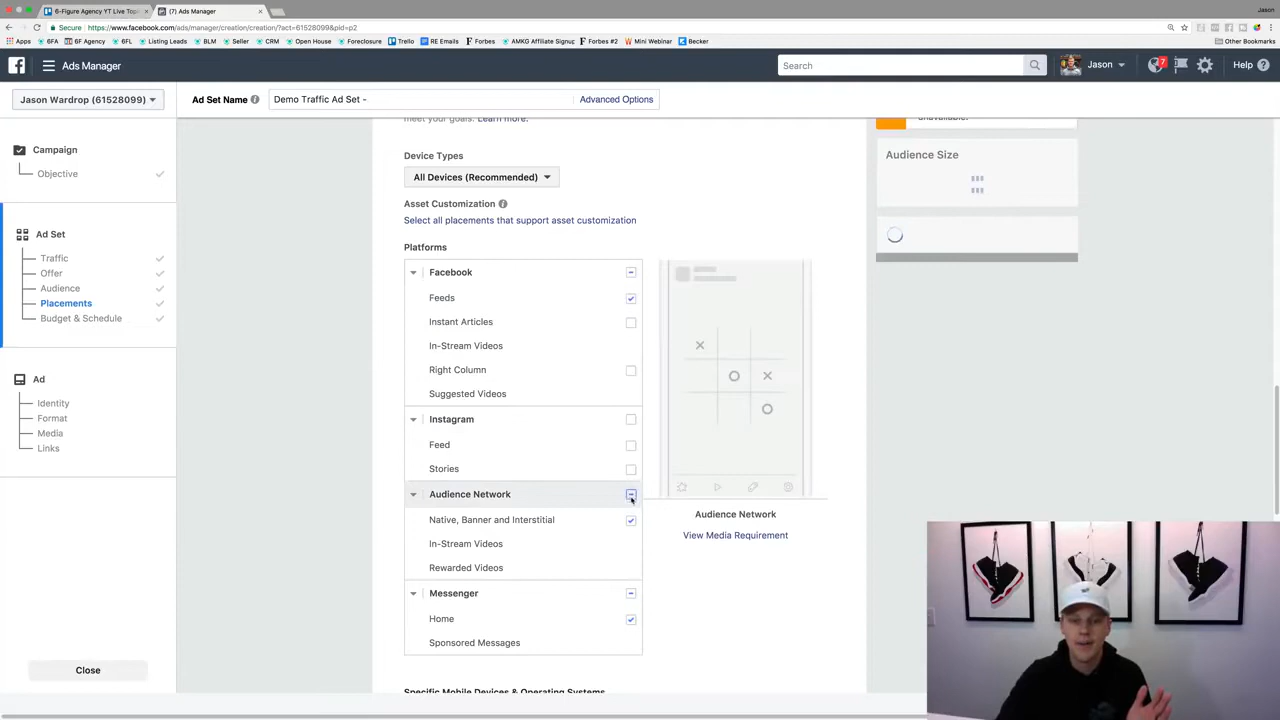 6-Figure Agency YT Live Topi
(7) Ads Manager
Jason
Secure
https://www.facebook.com/ads/manager/creation/creation/?act=61528099&pid=p2
Apps
6FA
6F Agency
6FL
Listing Leads
BLM
Seller
CRM
Open House
Foreclosure
Trello
RE Emails
Forbes
AMKG Affiliate Signup
Forbes #2
Mini Webinar
Becker
Other Bookmarks
Ads Manager
Search
Jason
7
Help
Jason Wardrop (61528099)
Ad Set Name
Demo Traffic Ad Set -
Advanced Options
Campaign
Objective
Ad Set
Traffic
Offer
Audience
Placements
Budget & Schedule
Ad
Identity
Format
Media
Links
Close
meet your goals. Learn more.
Device Types
All Devices (Recommended)
Asset Customization
Select all placements that support asset customization
Platforms
Facebook
Feeds
Instant Articles
In-Stream Videos
Right Column
Suggested Videos
Instagram
Feed
Stories
Audience Network
Native, Banner and Interstitial
In-Stream Videos
Rewarded Videos
Messenger
Home
Sponsored Messages
Specific Mobile Devices & Operating Systems
Audience Network
View Media Requirement
unavailable.
Audience Size